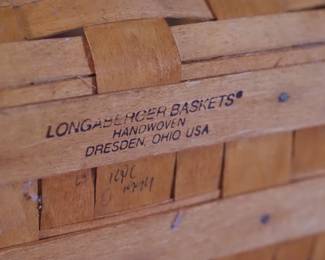 LONGABERGER BASKETS®
HANDWOVEN
DRESDEN, OHIO USA